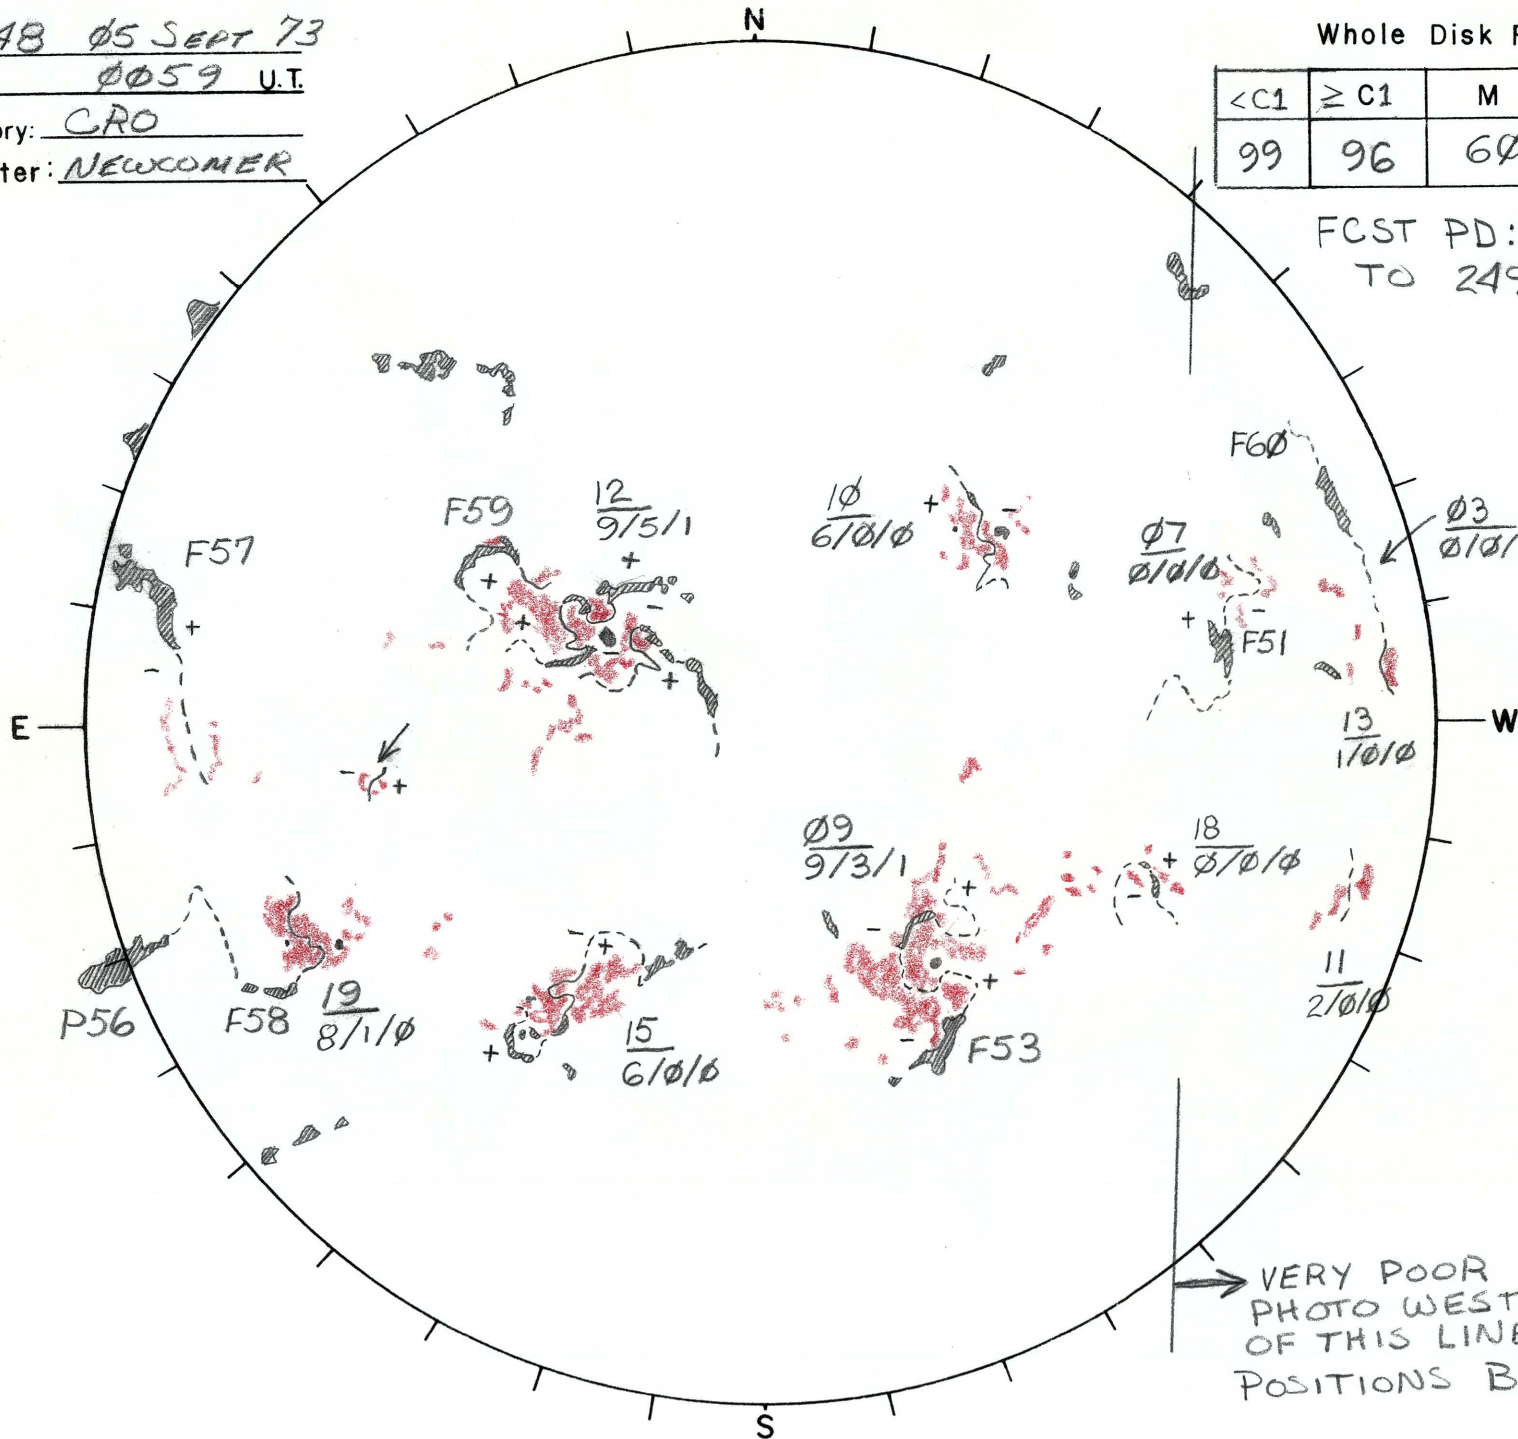 48 Ø5 SEPT 73
ØØ59 U.T.
ory: CRO
ter: NEWCOMER
N
Whole Disk F
<C1 ≥C1 M
99 96 6Ø
FCST PD:
TO 249
F6Ø
F59
12
9/5/1
+
1Ø
6/Ø/Ø
+
-
Ø3
Ø/Ø/
F57
+
-
+
+
-
-
+
Ø7
Ø/Ø/Ø
+
-
F51
E
W
13
1/Ø/Ø
-
+
Ø9
9/3/1
+
-
+
-
F53
18
Ø/Ø/Ø
+
-
11
2/Ø/Ø
P56
F58
19
8/1/Ø
-
+
+
15
6/Ø/Ø
VERY POOR
PHOTO WEST
OF THIS LINE
POSITIONS B
S